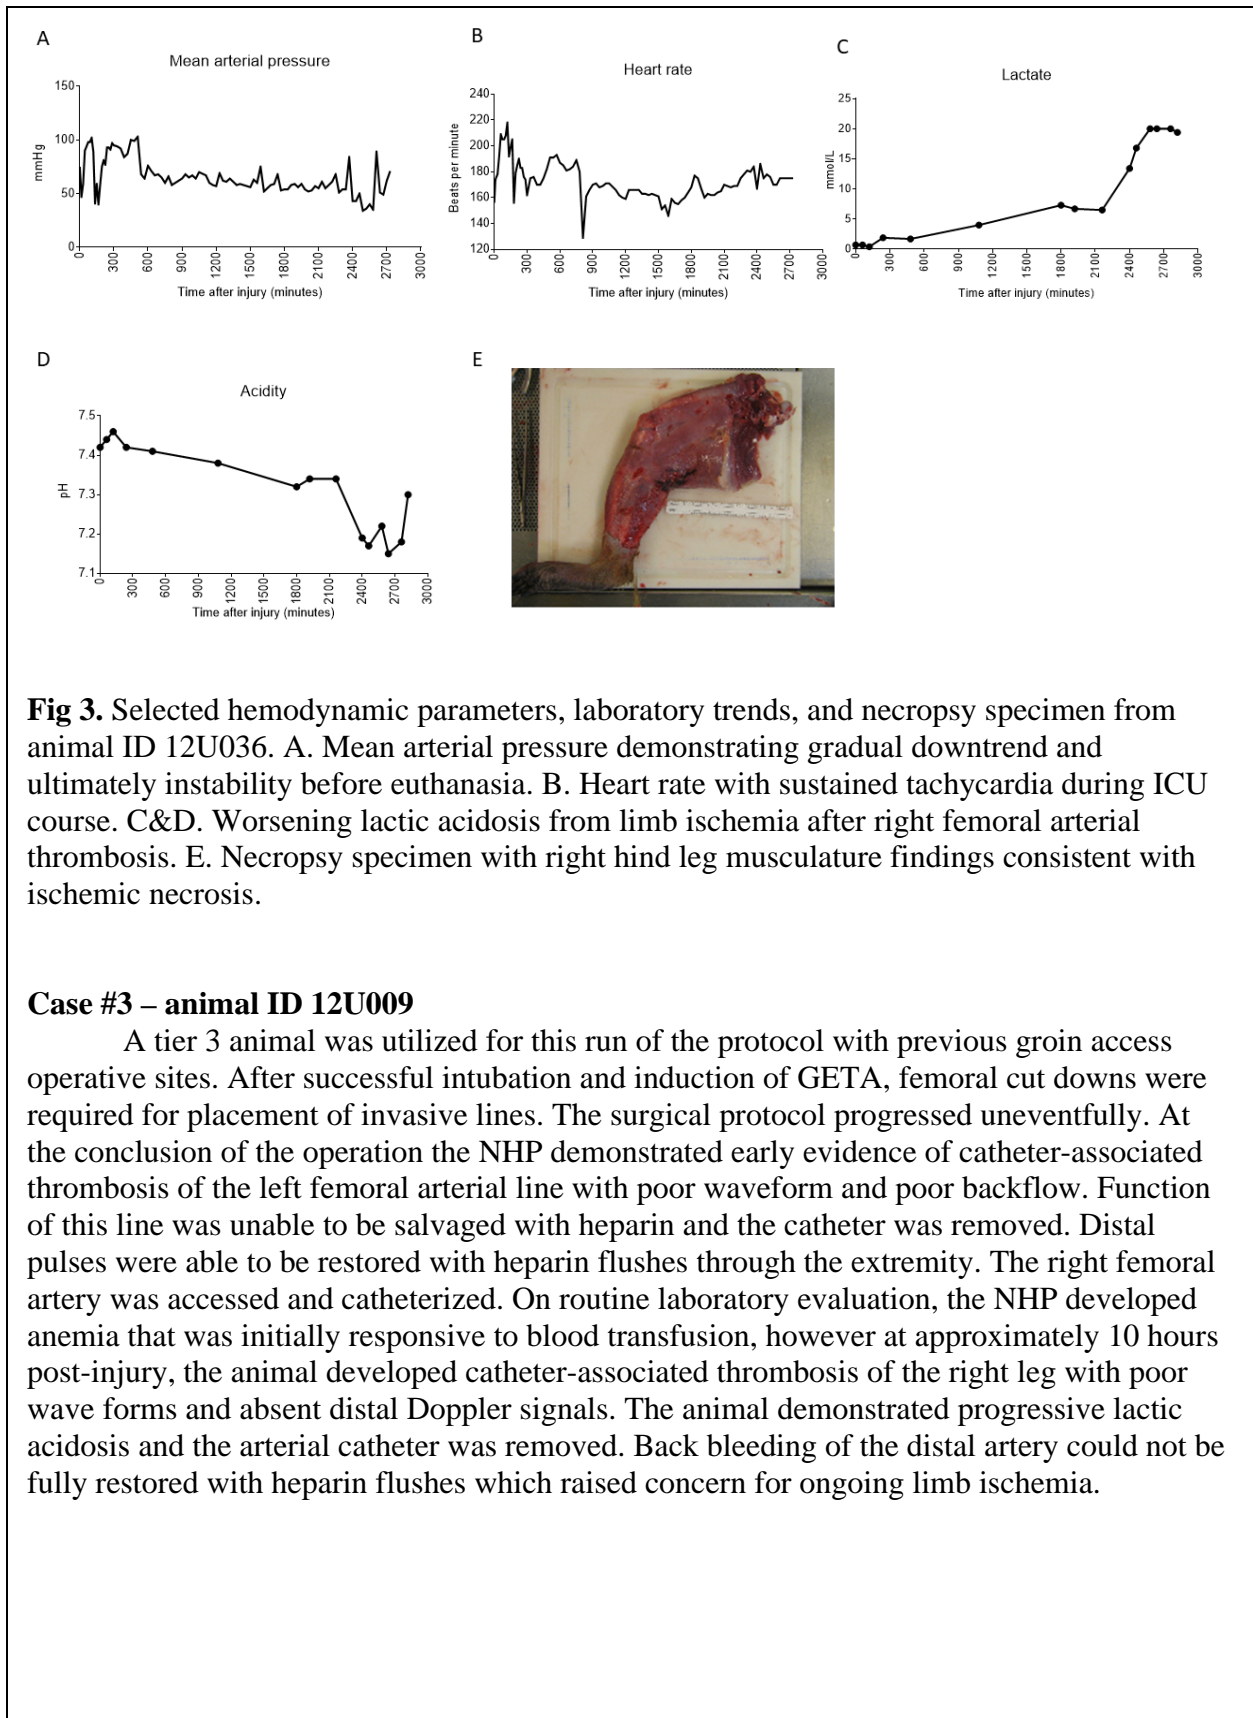 A
Mean arterial pressure
150
100
50
0
mmHg
0
300
600
900
1200
1500
1800
2100
2400
2700
3000
Time after injury (minutes)
B
Heart rate
240
220
200
180
160
140
120
Beats per minute
0
300
600
900
1200
1500
1800
2100
2400
2700
3000
Time after injury (minutes)
C
Lactate
25
20
15
10
5
0
mmol/L
0
300
600
900
1200
1500
1800
2100
2400
2700
3000
Time after injury (minutes)
D
Acidity
7.5
7.4
7.3
7.2
7.1
pH
0
300
600
900
1200
1500
1800
2100
2400
2700
3000
Time after injury (minutes)
E
Fig 3. Selected hemodynamic parameters, laboratory trends, and necropsy specimen from
animal ID 12U036. A. Mean arterial pressure demonstrating gradual downtrend and
ultimately instability before euthanasia. B. Heart rate with sustained tachycardia during ICU
course. C&D. Worsening lactic acidosis from limb ischemia after right femoral arterial
thrombosis. E. Necropsy specimen with right hind leg musculature findings consistent with
ischemic necrosis.
Case #3 – animal ID 12U009
A tier 3 animal was utilized for this run of the protocol with previous groin access
operative sites. After successful intubation and induction of GETA, femoral cut downs were
required for placement of invasive lines. The surgical protocol progressed uneventfully. At
the conclusion of the operation the NHP demonstrated early evidence of catheter-associated
thrombosis of the left femoral arterial line with poor waveform and poor backflow. Function
of this line was unable to be salvaged with heparin and the catheter was removed. Distal
pulses were able to be restored with heparin flushes through the extremity. The right femoral
artery was accessed and catheterized. On routine laboratory evaluation, the NHP developed
anemia that was initially responsive to blood transfusion, however at approximately 10 hours
post-injury, the animal developed catheter-associated thrombosis of the right leg with poor
wave forms and absent distal Doppler signals. The animal demonstrated progressive lactic
acidosis and the arterial catheter was removed. Back bleeding of the distal artery could not be
fully restored with heparin flushes which raised concern for ongoing limb ischemia.